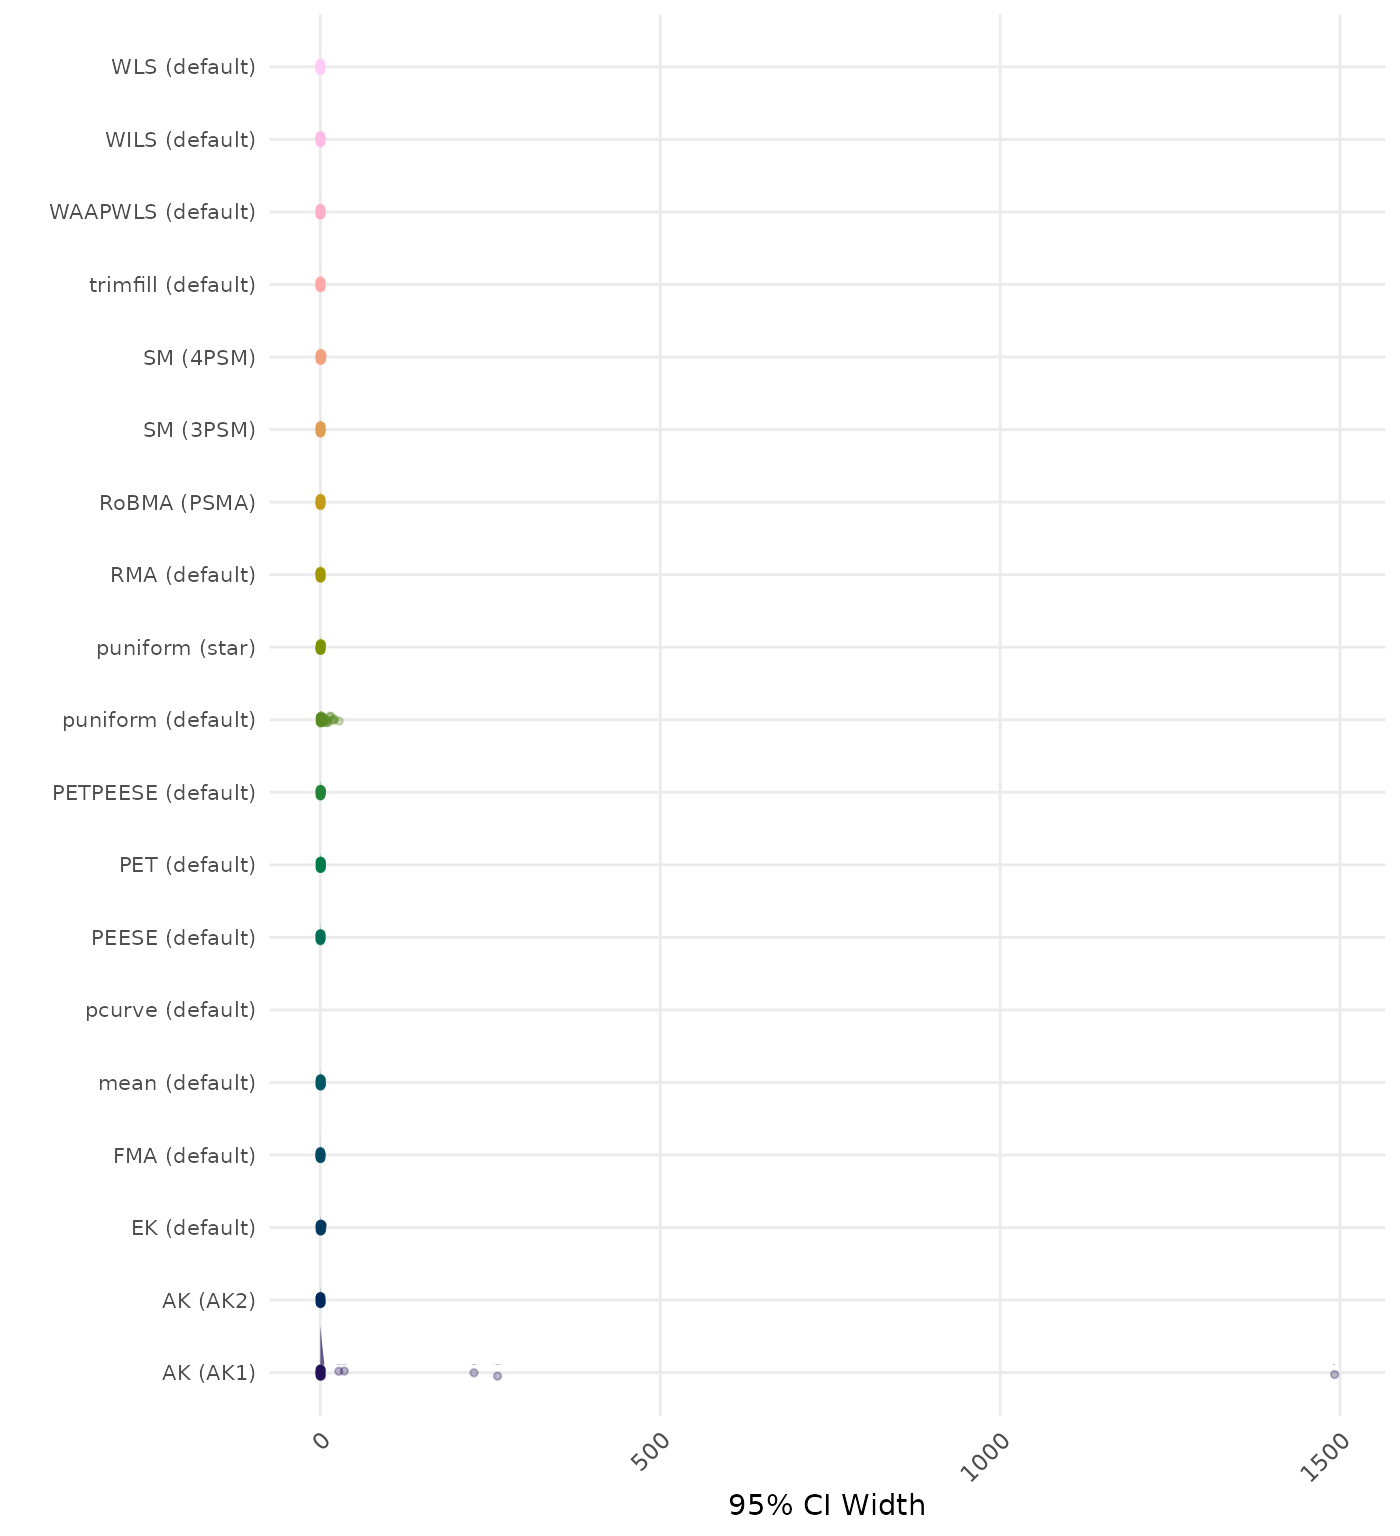 WLS (default)
WILS (default)
WAAPWLS (default)
trimfill (default)
SM (4PSM)
SM (3PSM)
RoBMA (PSMA)
RMA (default)
puniform (star)
puniform (default)
PETPEESE (default)
PET (default)
PEESE (default)
pcurve (default)
mean (default)
FMA (default)
EK (default)
AK (AK2)
AK (AK1)
0 500 1000 1500
95% CI Width